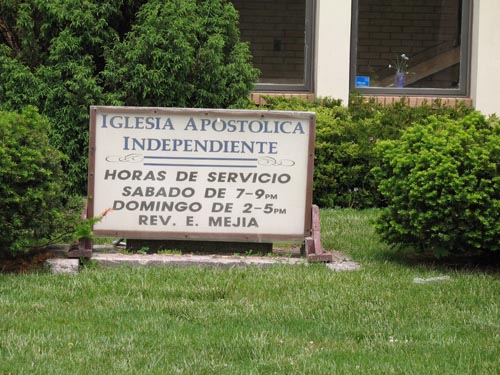 IGLESIA APOSTOLICA
INDEPENDIENTE
HORAS DE SERVICIO
SABADO DE 7-9PM
DOMINGO DE 2-5PM
REV. E. MEJIA